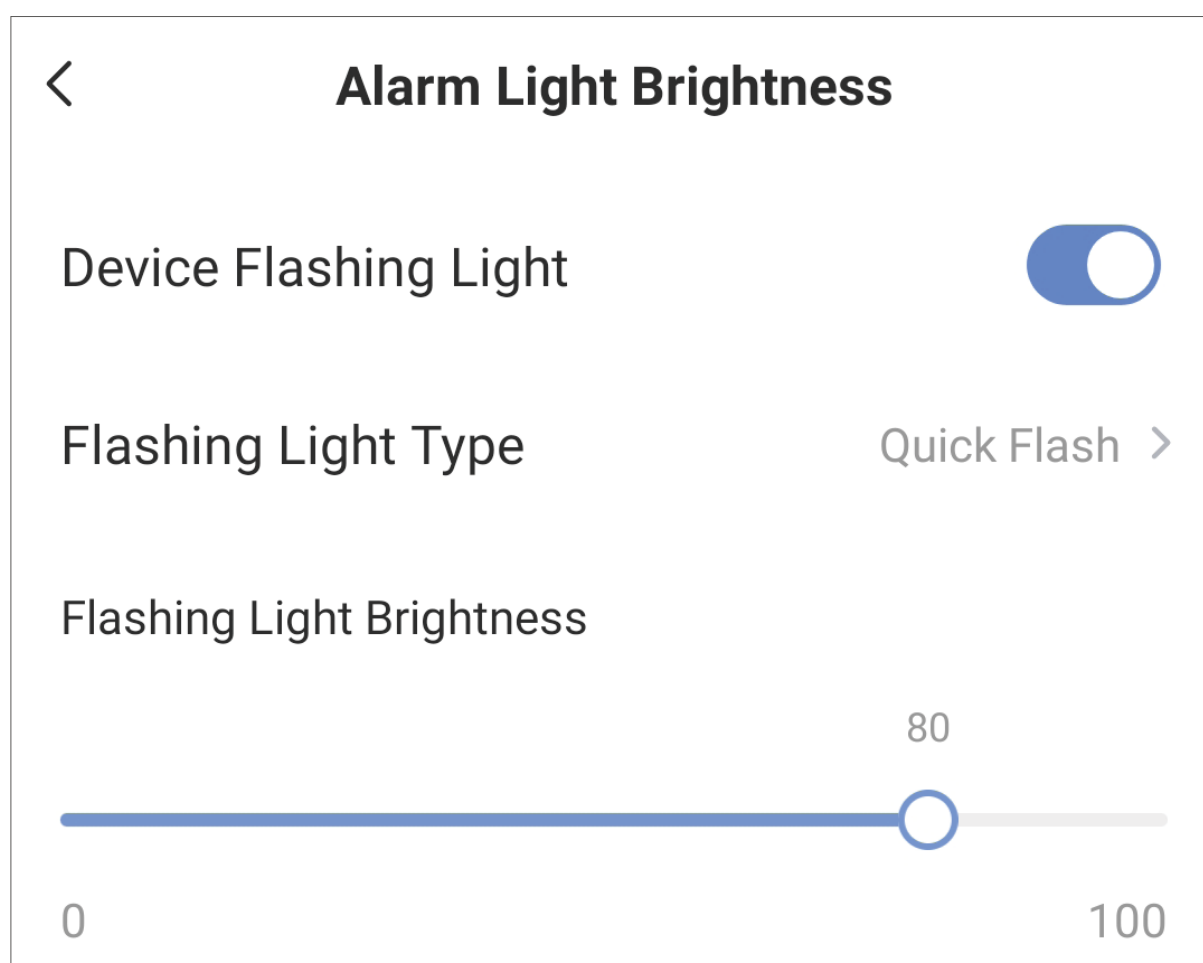 Alarm Light Brightness
Device Flashing Light
Flashing Light Type Quick Flash
Flashing Light Brightness
80
0 100